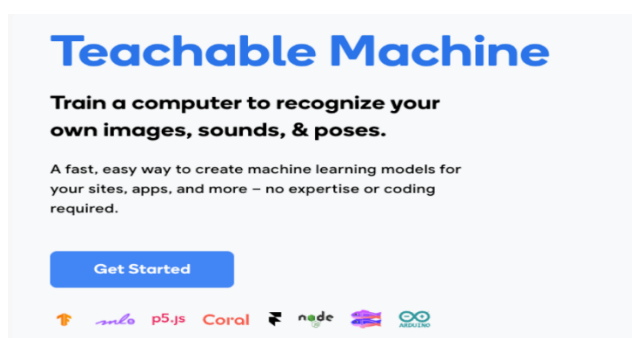 Teachable Machine
Train a computer to recognize your
own images, sounds, & poses.
A fast, easy way to create machine learning models for
your sites, apps, and more – no expertise or coding
required.
Get Started
mlo p5.js Coral node ARDUINO